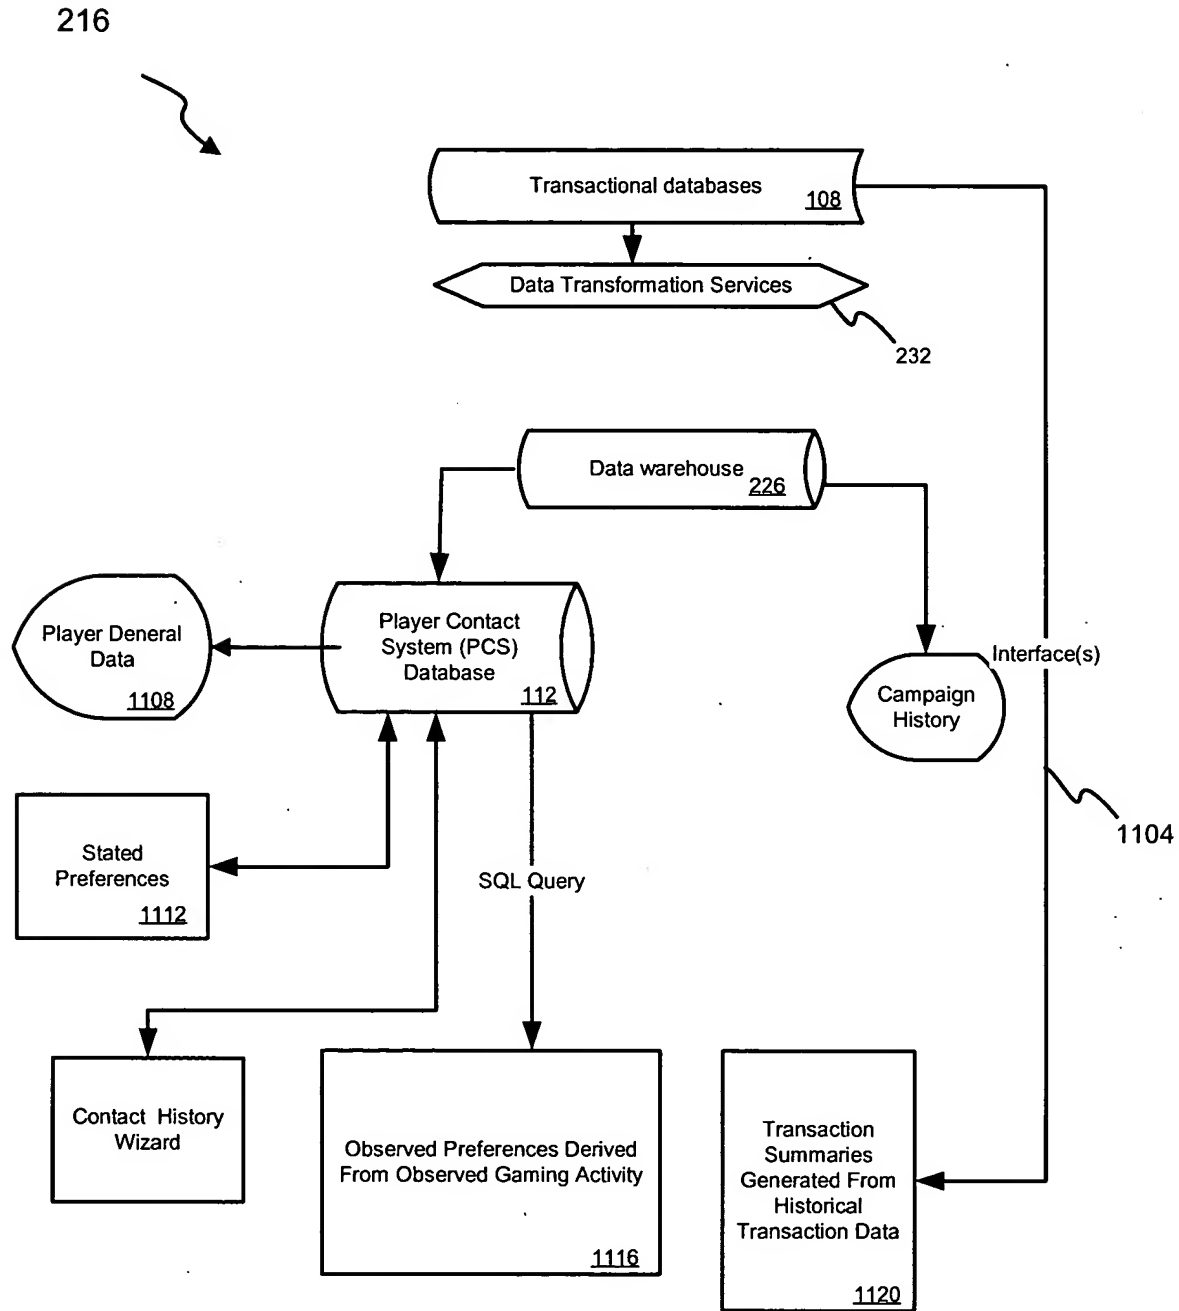 216
Transactional databases
108
Data Transformation Services
232
Data warehouse
226
Player Deneral
Data
1108
Player Contact
System (PCS)
Database
112
Interface(s)
Campaign
History
1104
Stated
Preferences
1112
SQL Query
Contact History
Wizard
Observed Preferences Derived
From Observed Gaming Activity
1116
Transaction
Summaries
Generated From
Historical
Transaction Data
1120